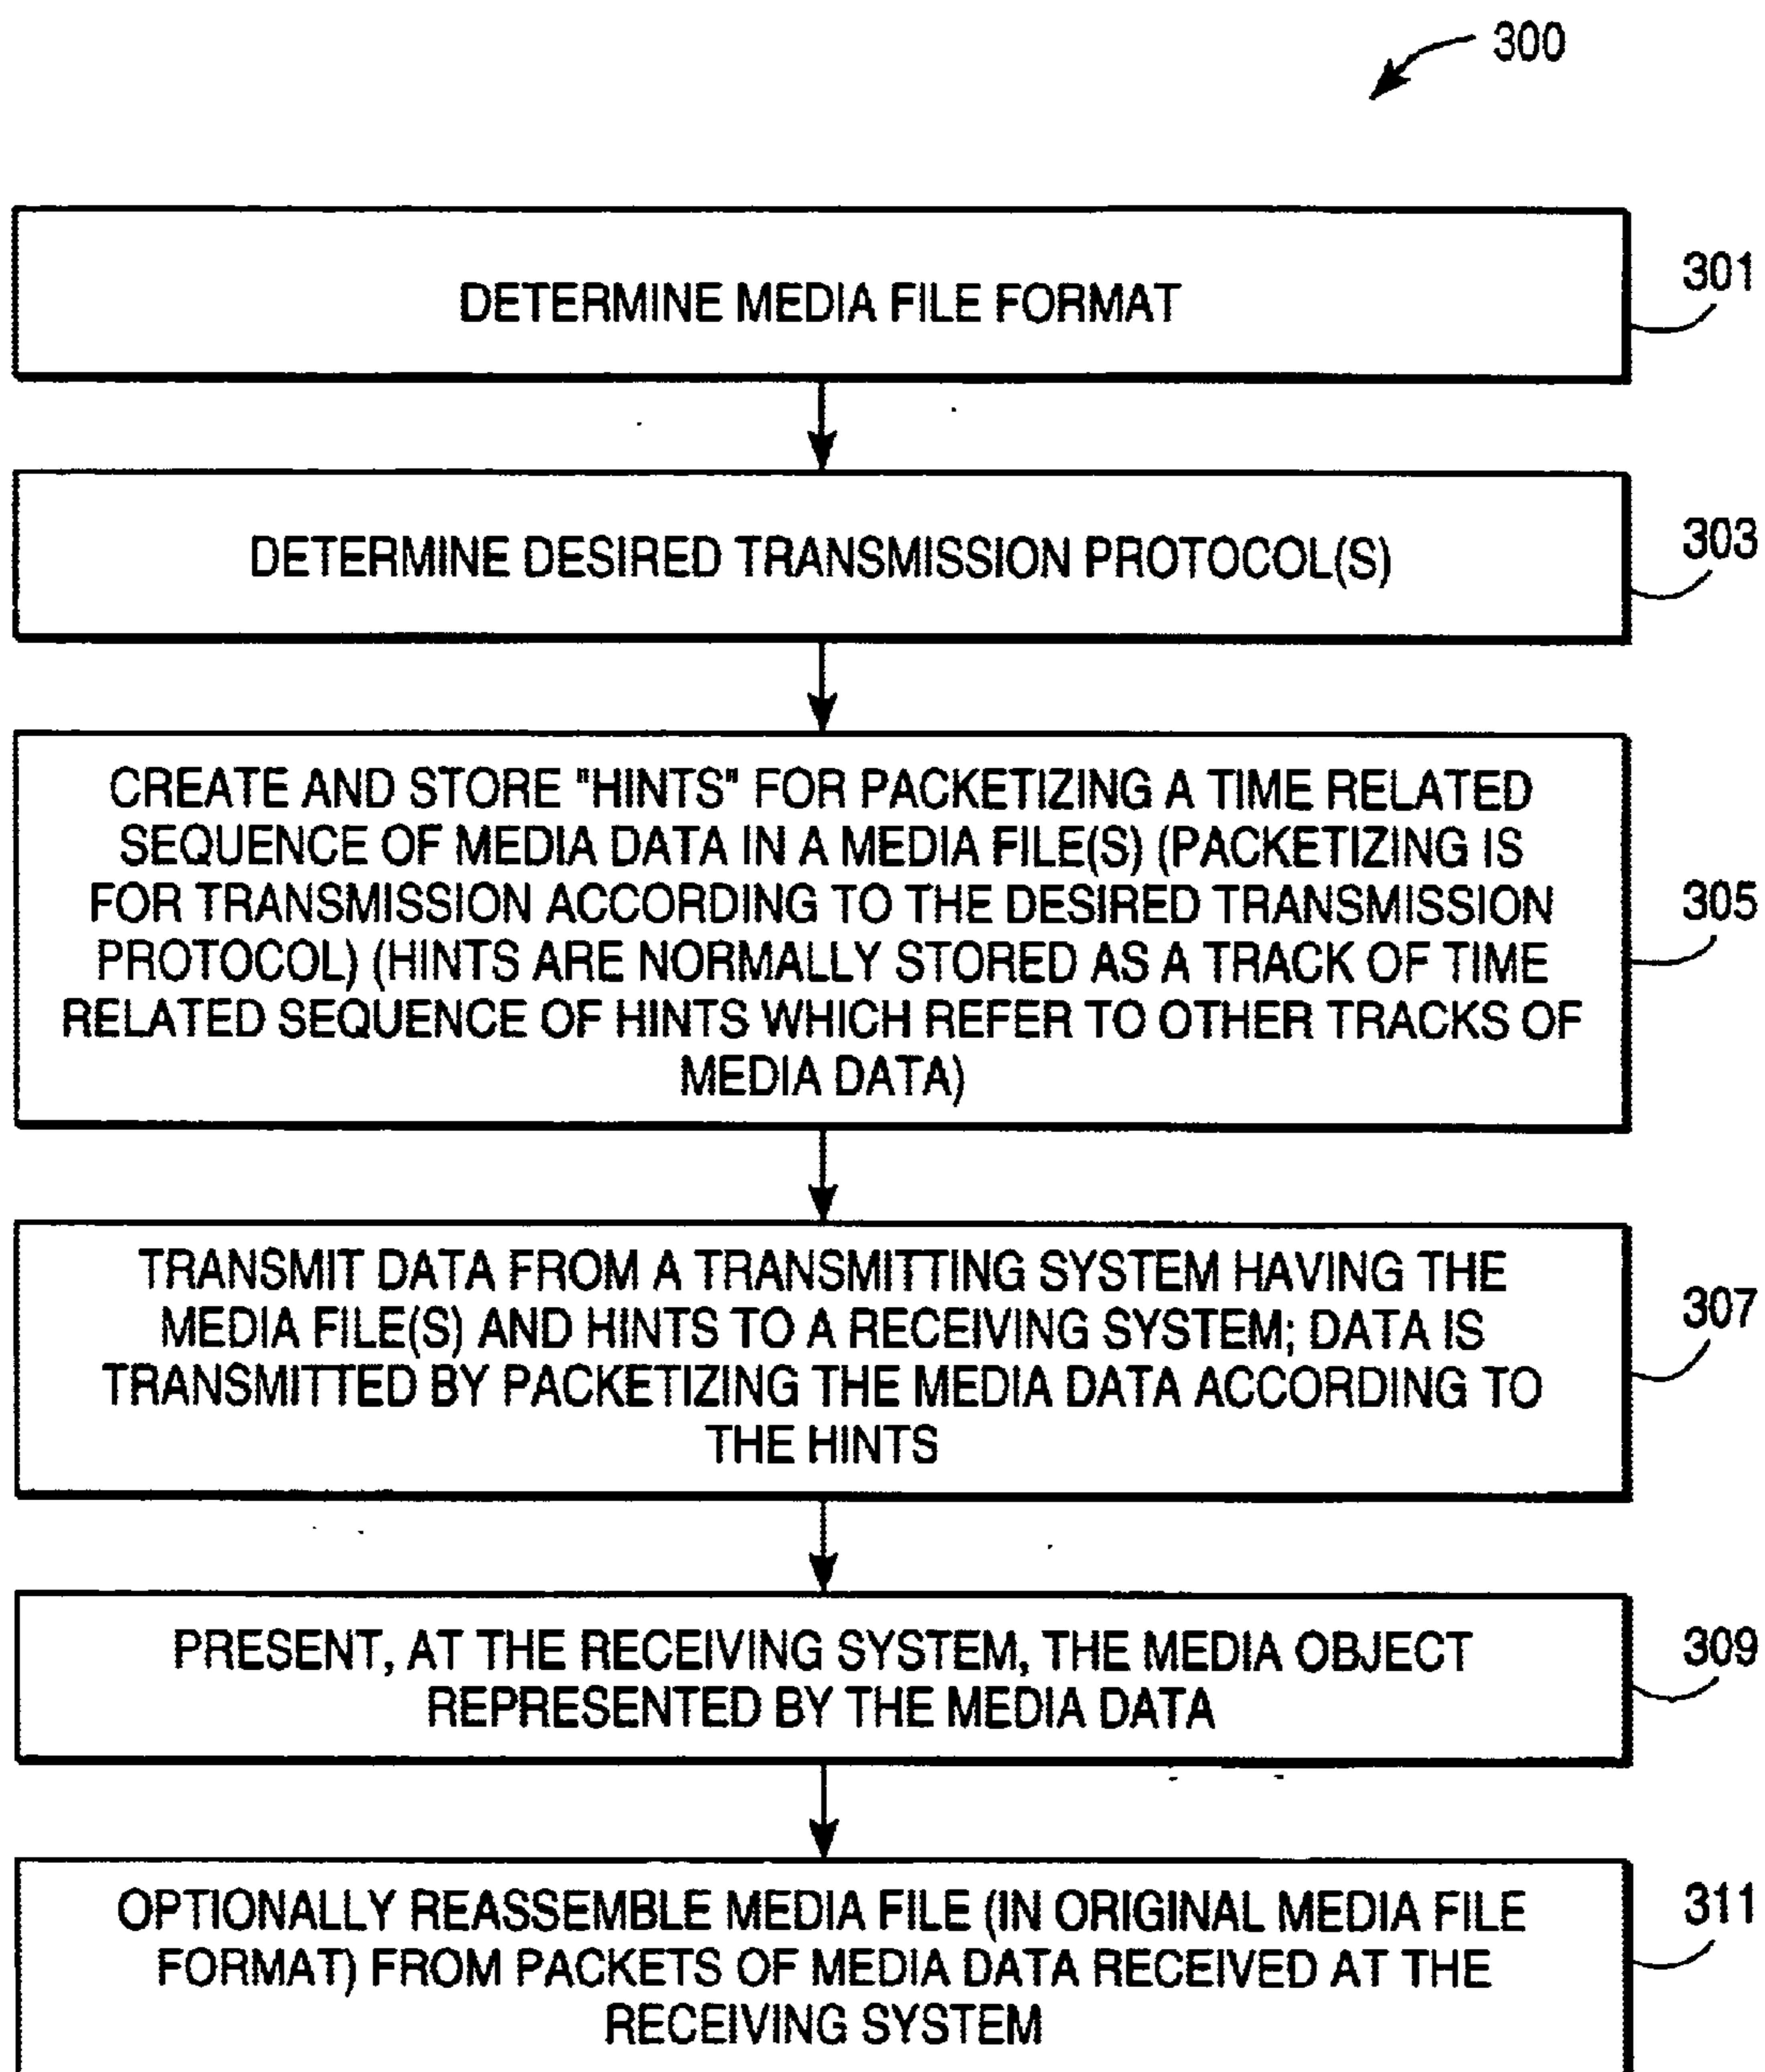 300
DETERMINE MEDIA FILE FORMAT
301
DETERMINE DESIRED TRANSMISSION PROTOCOL(S)
303
CREATE AND STORE "HINTS" FOR PACKETIZING A TIME RELATED
SEQUENCE OF MEDIA DATA IN A MEDIA FILE(S) (PACKETIZING IS
FOR TRANSMISSION ACCORDING TO THE DESIRED TRANSMISSION
PROTOCOL) (HINTS ARE NORMALLY STORED AS A TRACK OF TIME
RELATED SEQUENCE OF HINTS WHICH REFER TO OTHER TRACKS OF
MEDIA DATA)
305
TRANSMIT DATA FROM A TRANSMITTING SYSTEM HAVING THE
MEDIA FILE(S) AND HINTS TO A RECEIVING SYSTEM; DATA IS
TRANSMITTED BY PACKETIZING THE MEDIA DATA ACCORDING TO
THE HINTS
307
PRESENT, AT THE RECEIVING SYSTEM, THE MEDIA OBJECT
REPRESENTED BY THE MEDIA DATA
309
OPTIONALLY REASSEMBLE MEDIA FILE (IN ORIGINAL MEDIA FILE
FORMAT) FROM PACKETS OF MEDIA DATA RECEIVED AT THE
RECEIVING SYSTEM
311